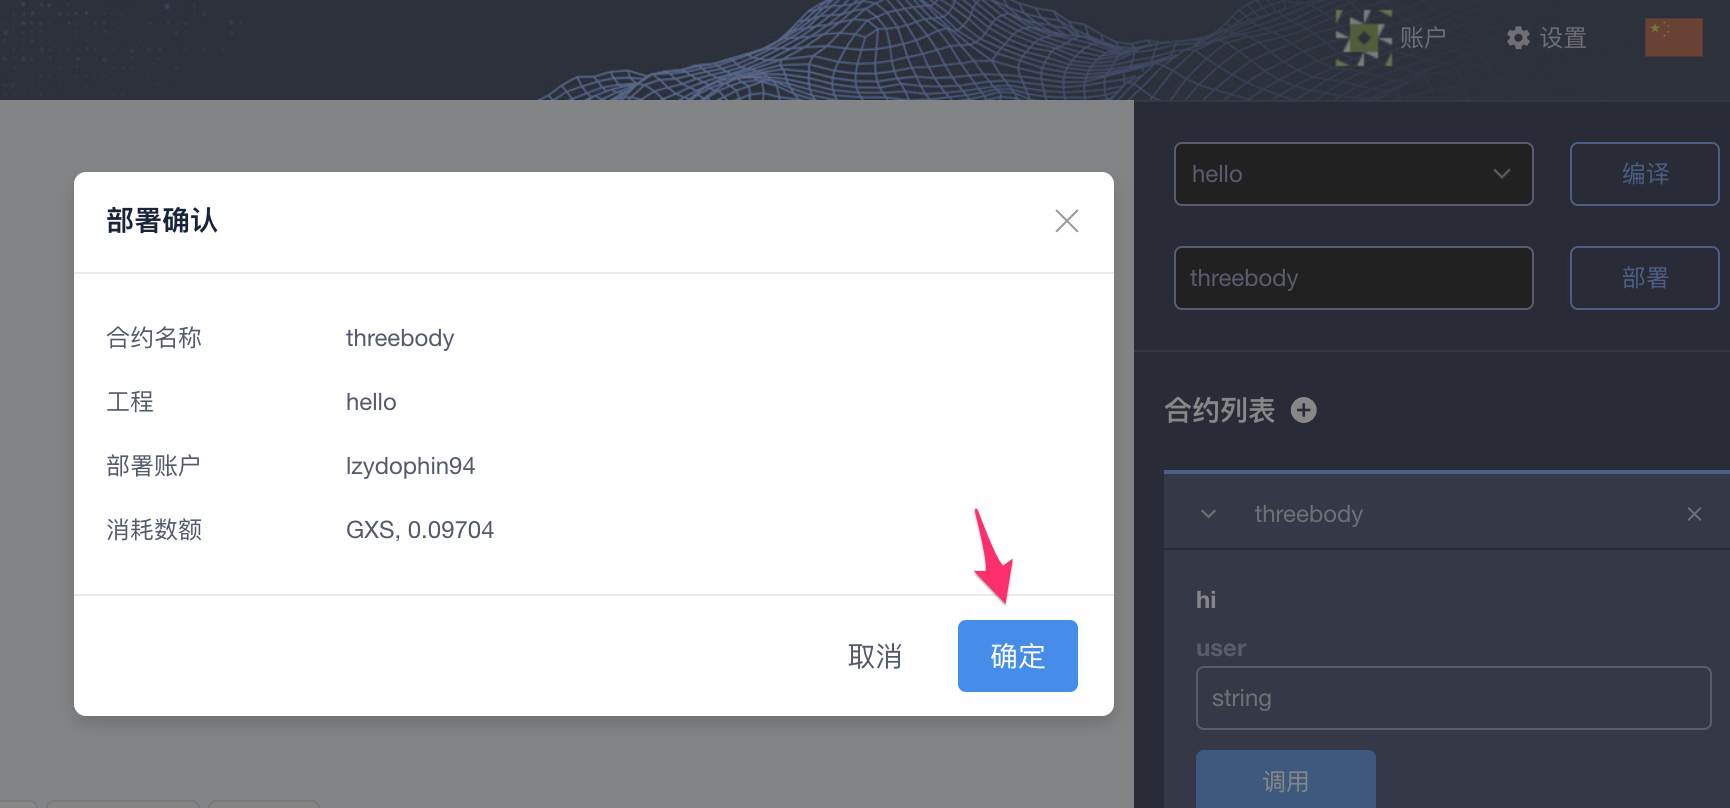 账户 设置
hello 编译
threebody 部署
合约列表
threebody
hi
user
string
调用
部署确认
合约名称 threebody
工程 hello
部署账户 lzydophin94
消耗数额 GXS, 0.09704
取消 确定